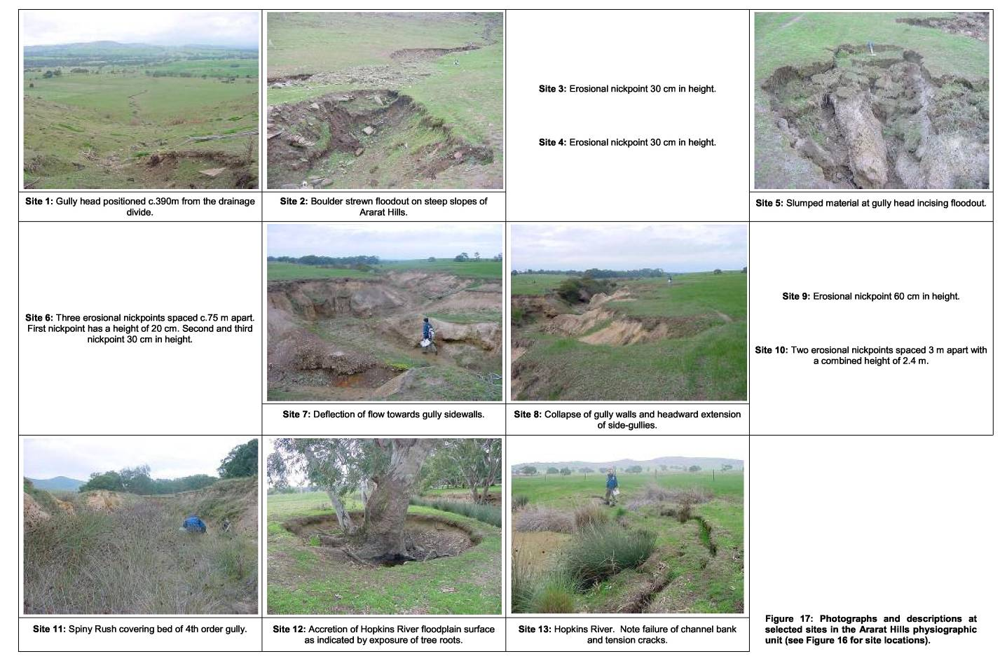 Site 3: Erosional nickpoint 30 cm in height.
Site 4: Erosional nickpoint 30 cm in height.
Site 1: Gully head positioned c.390m from the drainage
divide.
Site 2: Boulder strewn floodout on steep slopes of
Ararat Hills.
Site 5: Slumped material at gully head incising floodout.
Site 6: Three erosional nickpoints spaced c.75 m apart.
First nickpoint has a height of 20 cm. Second and third
nickpoint 30 cm in height.
Site 7: Deflection of flow towards gully sidewalls.
Site 8: Collapse of gully walls and headward extension
of side-gullies.
Site 9: Erosional nickpoint 60 cm in height.
Site 10: Two erosional nickpoints spaced 3 m apart with
a combined height of 2.4 m.
Site 11: Spiny Rush covering bed of 4th order gully.
Site 12: Accretion of Hopkins River floodplain surface
as indicated by exposure of tree roots.
Site 13: Hopkins River.  Note failure of channel bank
and tension cracks.
Figure 17: Photographs and descriptions at
selected sites in the Ararat Hills physiographic
unit (see Figure 16 for site locations).